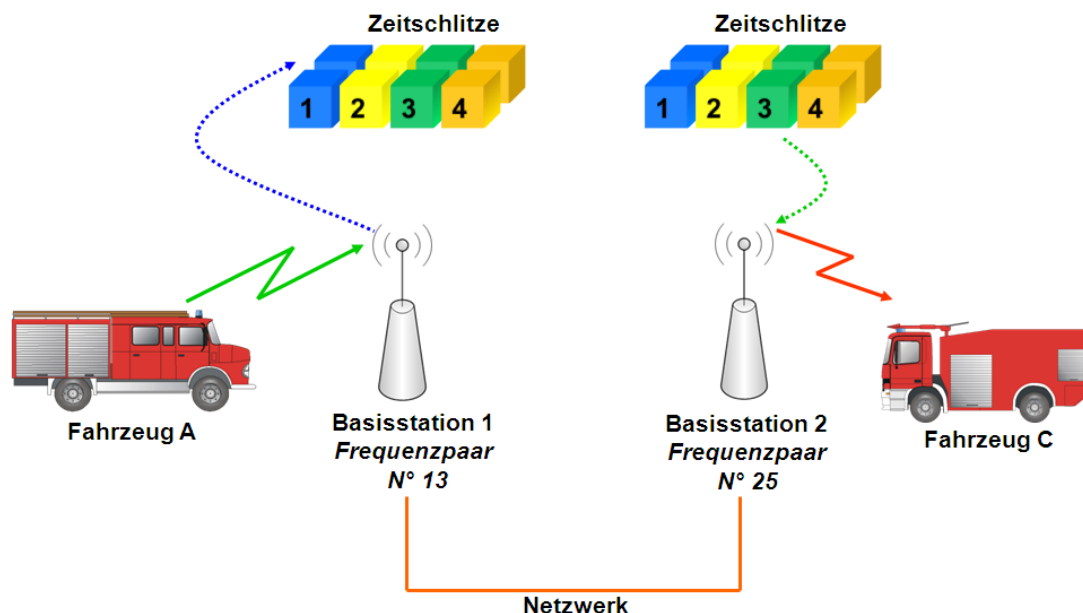 Zeitschlitze
1 2 3 4
Zeitschlitze
1 2 3 4
Fahrzeug A
Basisstation 1
Frequenzpaar
N° 13
Basisstation 2
Frequenzpaar
N° 25
Fahrzeug C
Netzwerk